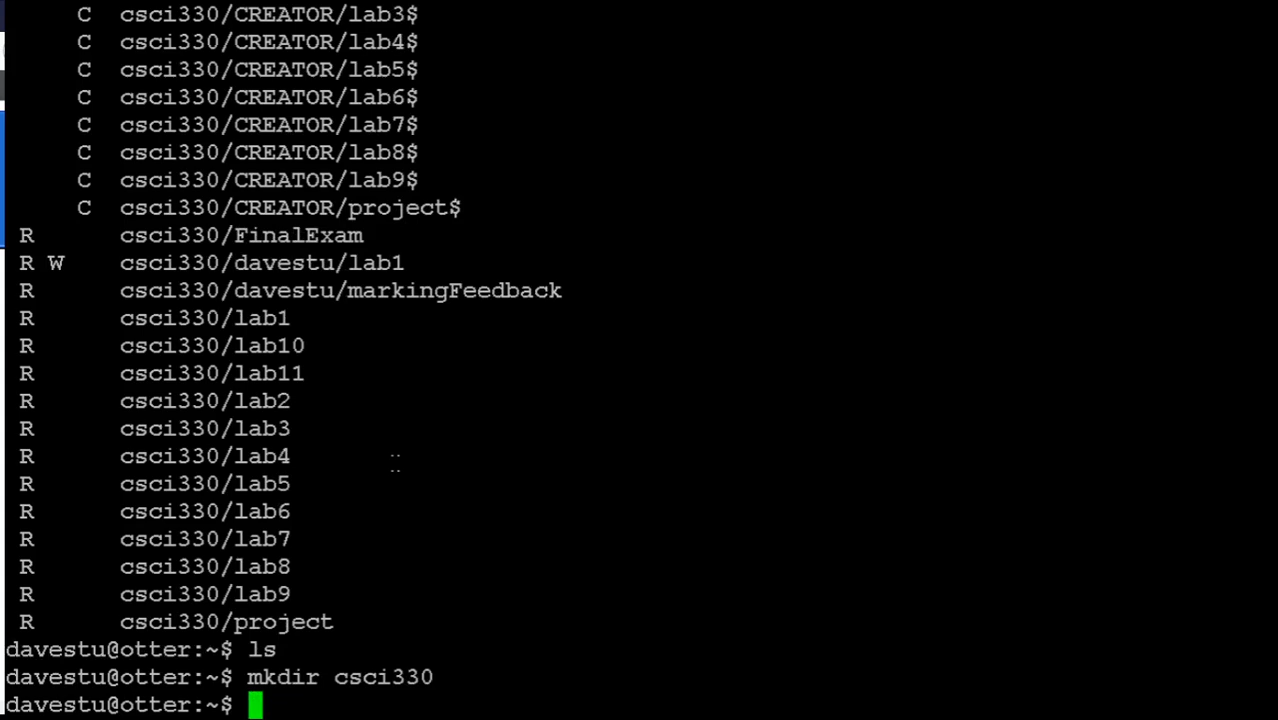 C csci330/CREATOR/lab3$
C csci330/CREATOR/lab4$
C csci330/CREATOR/lab5$
C csci330/CREATOR/lab6$
C csci330/CREATOR/lab7$
C csci330/CREATOR/lab8$
C csci330/CREATOR/lab9$
C csci330/CREATOR/project$
R csci330/FinalExam
R W csci330/davestu/lab1
R csci330/davestu/markingFeedback
R csci330/lab1
R csci330/lab10
R csci330/lab11
R csci330/lab2
R csci330/lab3
R csci330/lab4
R csci330/lab5
R csci330/lab6
R csci330/lab7
R csci330/lab8
R csci330/lab9
R csci330/project
davestu@otter:~$ ls
davestu@otter:~$ mkdir csci330
davestu@otter:~$